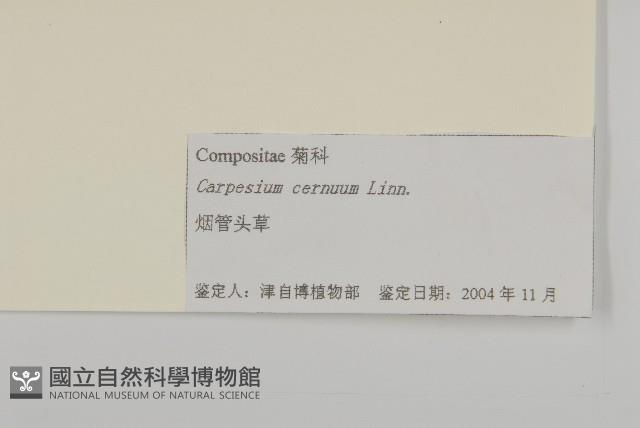 Compositae 菊科
Carpesium cernuum Linn.
烟管头草
鉴定人：津自博植物部 鉴定日期：2004 年 11 月
國立自然科學博物館
NATIONAL MUSEUM OF NATURAL SCIENCE